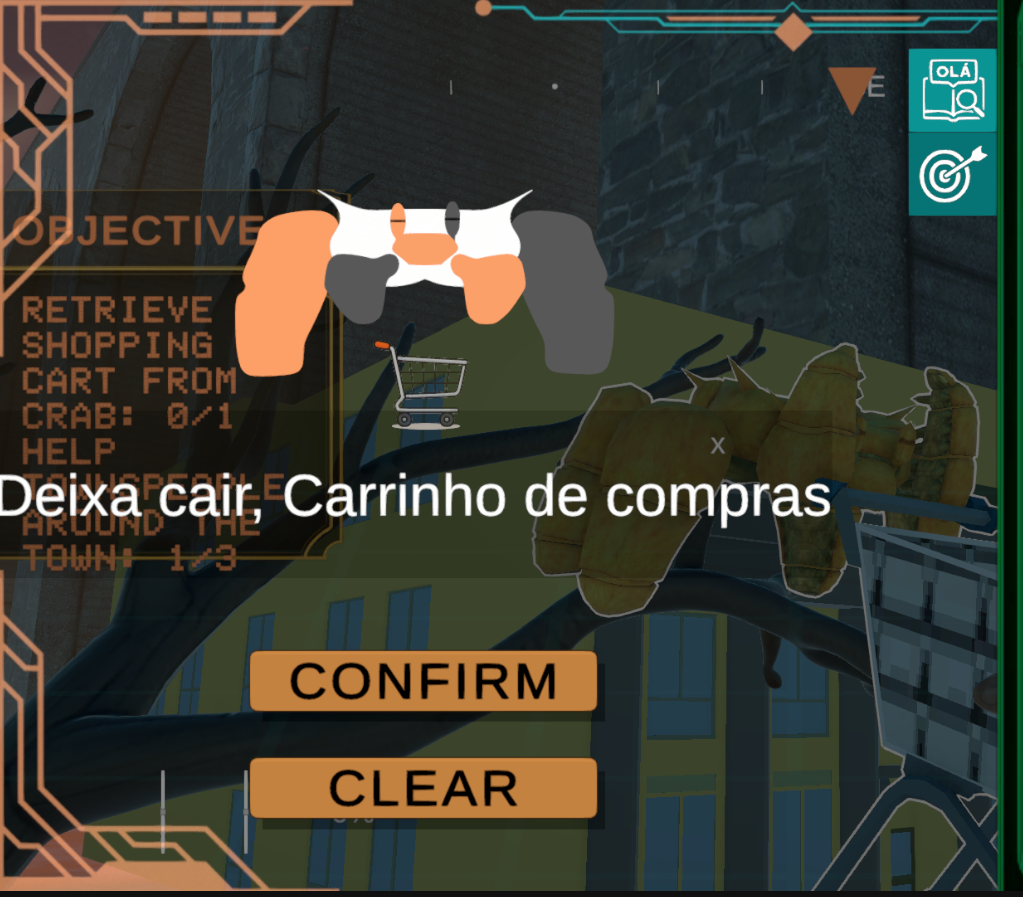 OLÁ
E
OBJECTIVE
RETRIEVE
SHOPPING
CART FROM
CRAB: 0/1
HELP
TOWNSPEOPLE
AROUND THE
TOWN: 1/3
X
Deixa cair, Carrinho de compras
CONFIRM
CLEAR